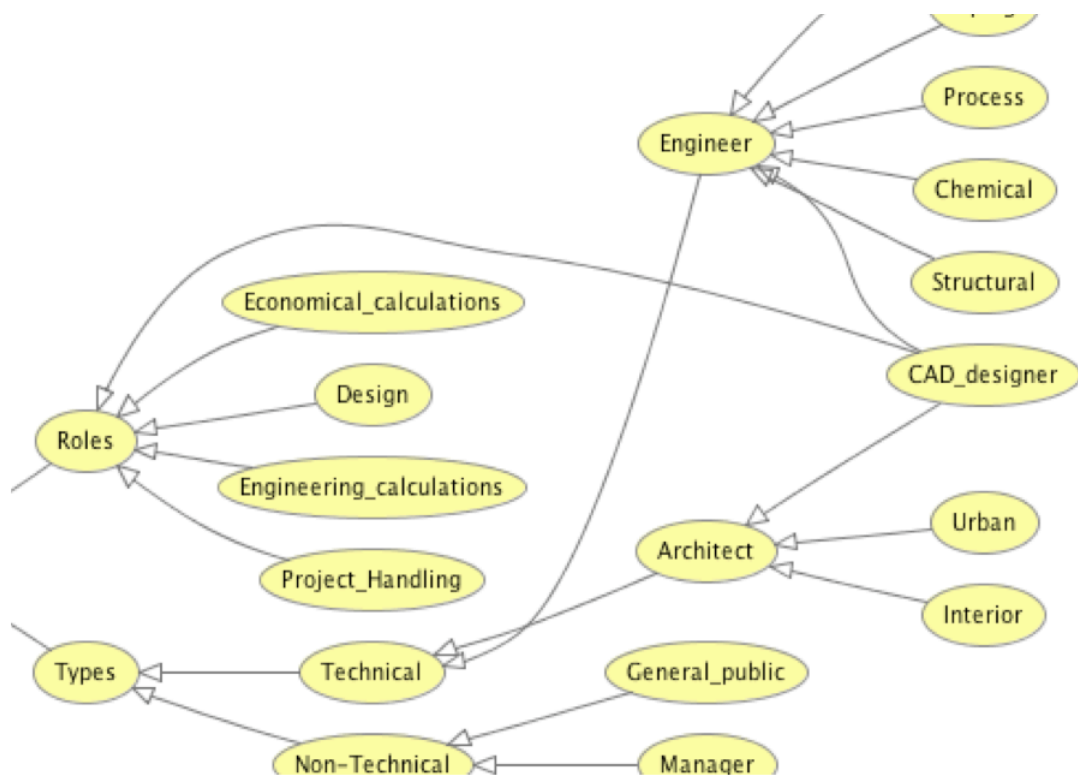 Process
Engineer
Chemical
Structural
Economical_calculations
CAD_designer
Design
Roles
Engineering_calculations
Urban
Architect
Project_Handling
Interior
Types
Technical
General_public
Non-Technical
Manager